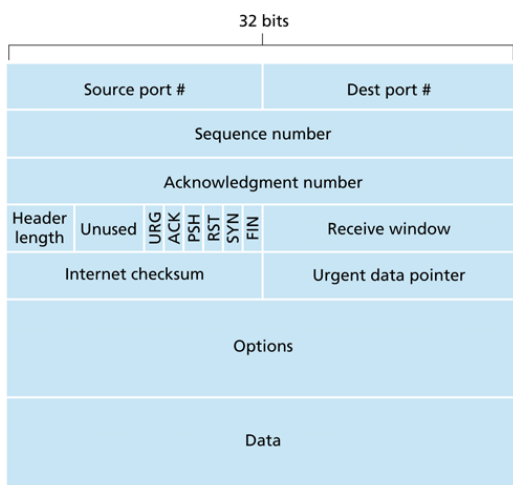 32 bits
Source port # Dest port #
Sequence number
Acknowledgment number
Header length Unused URG ACK PSH RST SYN FIN Receive window
Internet checksum Urgent data pointer
Options
Data